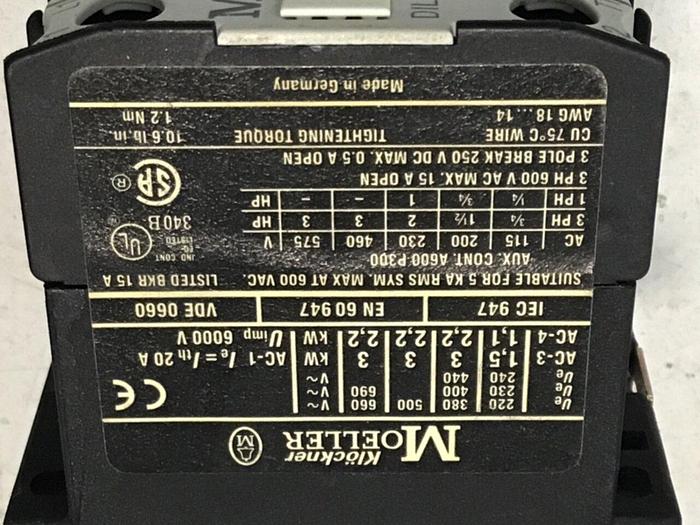 Klöckner
MOELLER
Ue 220 380 500 660 V~
Ue 230 400 690 V~
Ue 240 440 V~
AC-3 1,5 3 3 3 kW AC-1 Ie = Ith 20 A
AC-4 1,1 2,2 2,2 2,2 kW Uimp 6000 V
IEC 947 EN 60 947 VDE 0660
SUITABLE FOR 5 KA RMS SYM. MAX AT 600 VAC. LISTED BKR 15 A
AUX. CONT. A600 P300
AC 115 200 230 460 575 V
3 PH ¾ 1½ 2 3 3 HP
1 PH ¼ ¾ 1 – – HP
IND CONT
EQ.
LISTED
UL
340B
3 PH 600 V AC MAX. 15 A OPEN
3 POLE BREAK 250 V DC MAX. 0.5 A OPEN
SA ®
CU 75°C WIRE TIGHTENING TORQUE 10.6 lb.in.
AWG 18...14 1.2 Nm
Made in Germany
DIL